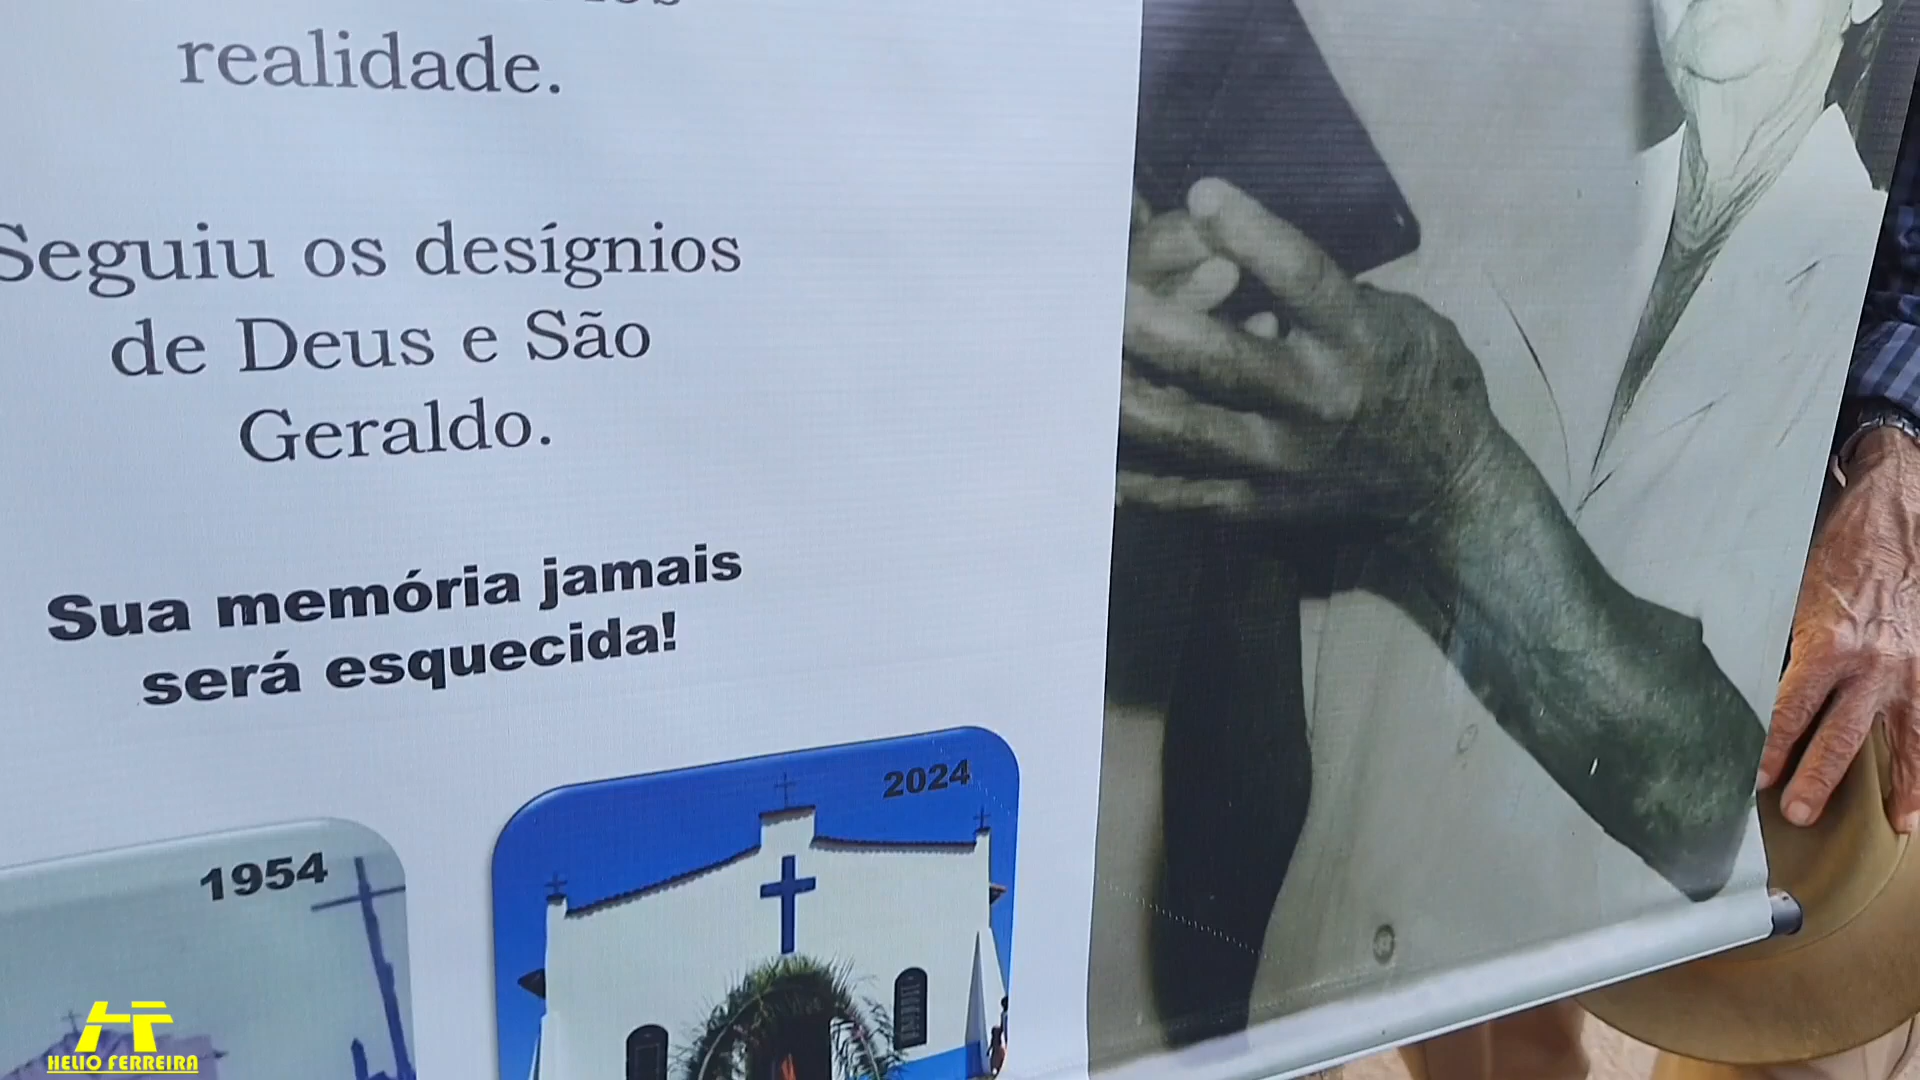 realidade.
Seguiu os desígnios
de Deus e São
Geraldo.
Sua memória jamais
será esquecida!
1954
2024
HELIO FERREIRA